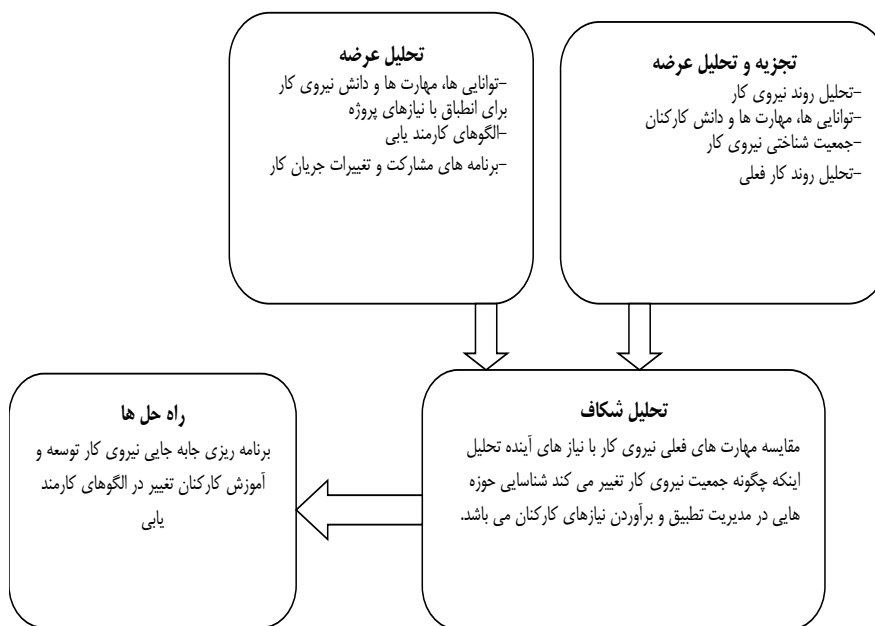 تجزیه و تحلیل عرضه
-تحلیل روند نیروی کار
-توانایی ها، مهارت ها و دانش کارکنان
-جمعیت شناختی نیروی کار
-تحلیل روند کار فعلی
تحلیل عرضه
-توانایی ها، مهارت ها و دانش نیروی کار
برای انطباق با نیازهای پروژه
-الگوهای کارمند یابی
-برنامه های مشارکت و تغییرات جریان کار
تحلیل شکاف
مقایسه مهارت های فعلی نیروی کار با نیاز های آینده تحلیل
اینکه چگونه جمعیت نیروی کار تغییر می کند شناسایی حوزه
هایی در مدیریت تطبیق و برآوردن نیازهای کارکنان می باشد.
راه حل ها
برنامه ریزی جابه جایی نیروی کار توسعه و
آموزش کارکنان تغییر در الگوهای کارمند
یابی